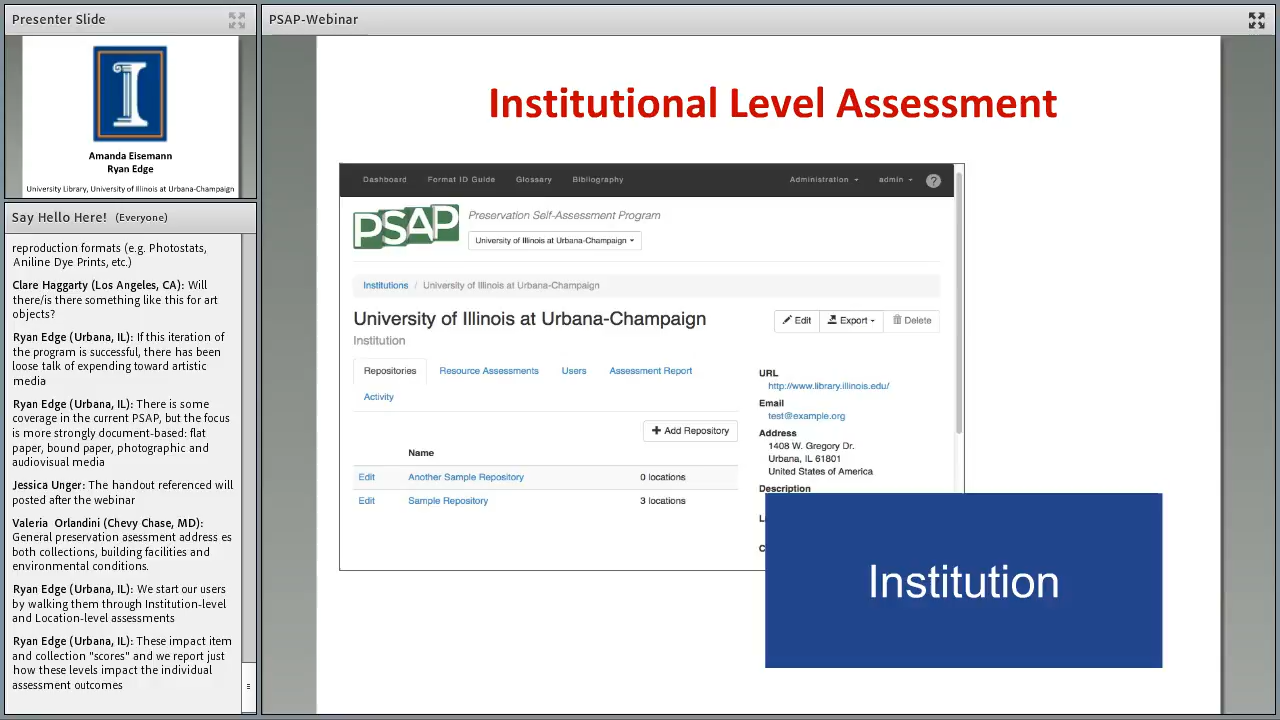 Presenter Slide
I
Amanda Eisemann
Ryan Edge
University Library, University of Illinois at Urbana-Champaign
Say Hello Here! (Everyone)
reproduction formats (e.g. Photostats,
Aniline Dye Prints, etc.)
Clare Haggarty (Los Angeles, CA): Will
there/is there something like this for art
objects?
Ryan Edge (Urbana, IL): If this iteration of
the program is successful, there has been
loose talk of expending toward artistic
media
Ryan Edge (Urbana, IL): There is some
coverage in the current PSAP, but the focus
is more strongly document-based: flat
paper, bound paper, photographic and
audiovisual media
Jessica Unger: The handout referenced will
posted after the webinar
Valeria Orlandini (Chevy Chase, MD):
General preservation asessment address es
both collections, building facilities and
environmental conditions.
Ryan Edge (Urbana, IL): We start our users
by walking them through Institution-level
and Location-level assessments
Ryan Edge (Urbana, IL): These impact item
and collection "scores" and we report just
how these levels impact the individual
assessment outcomes
PSAP-Webinar
Institutional Level Assessment
Dashboard Format ID Guide Glossary Bibliography Administration admin ?
PSAP
Preservation Self-Assessment Program
University of Illinois at Urbana-Champaign
Institutions / University of Illinois at Urbana-Champaign
University of Illinois at Urbana-Champaign
Institution
Edit Export Delete
Repositories Resource Assessments Users Assessment Report
Activity
+ Add Repository
Name
Edit Another Sample Repository 0 locations
Edit Sample Repository 3 locations
URL
http://www.library.illinois.edu/
Email
test@example.org
Address
1408 W. Gregory Dr.
Urbana, IL 61801
United States of America
Description
Institution